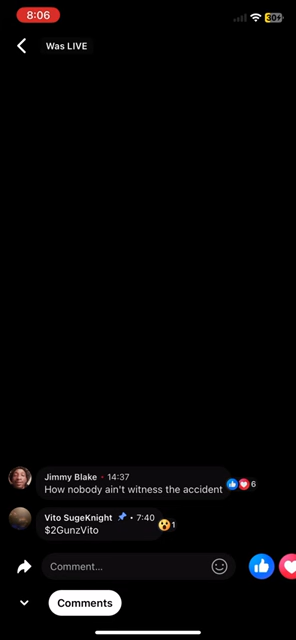 8:06
30
Was LIVE
Jimmy Blake · 14:37
How nobody ain't witness the accident
6
Vito SugeKnight · 7:40
$2GunzVito
1
Comment...
Comments